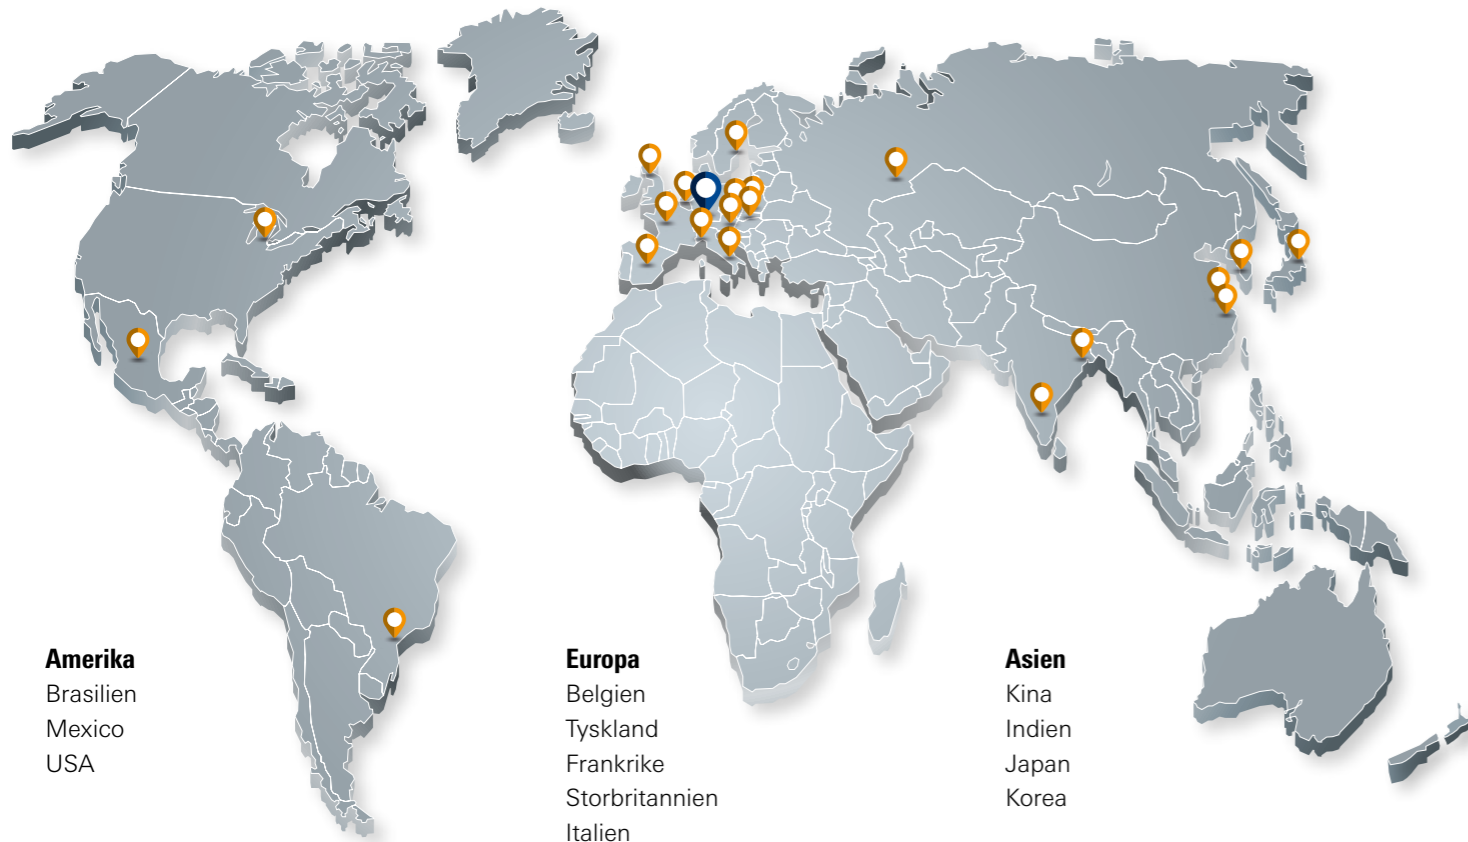 Amerika
Brasilien
Mexico
USA
Europa
Belgien
Tyskland
Frankrike
Storbritannien
Italien
Asien
Kina
Indien
Japan
Korea